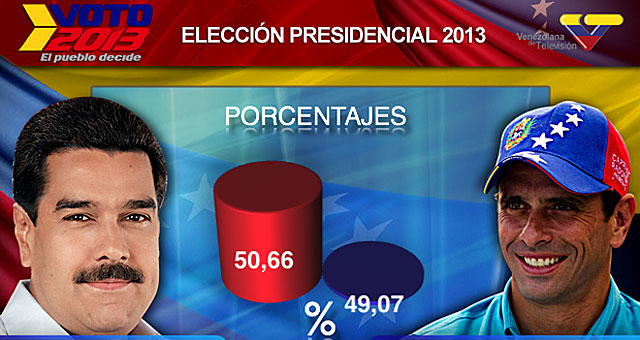 VOTO
2013
El pueblo decide
ELECCIÓN PRESIDENCIAL 2013
Venezolana
de
Televisión
PORCENTAJES
50,66
49,07
%